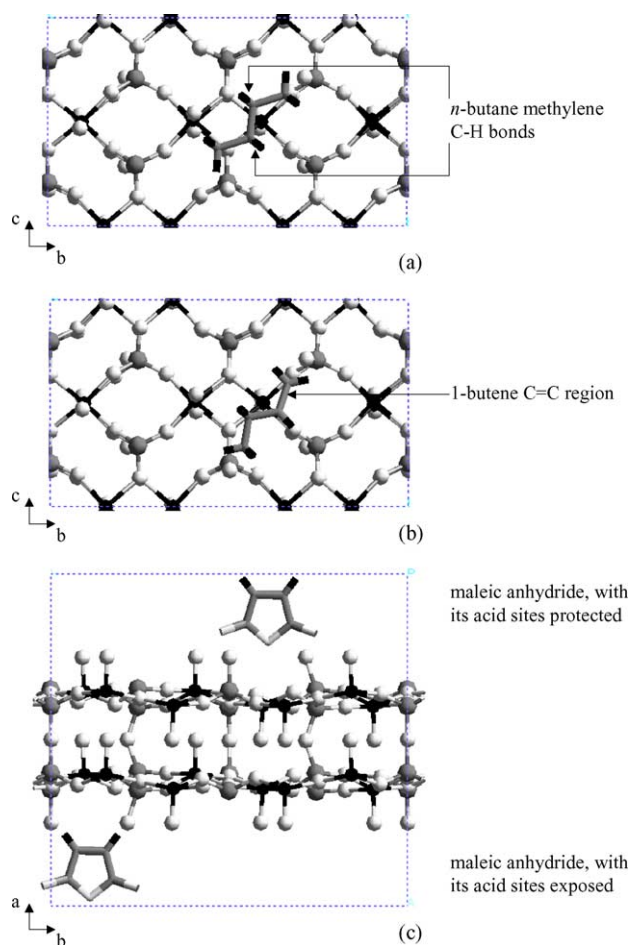 n-butane methylene
C-H bonds
c
b
(a)
1-butene C=C region
c
b
(b)
maleic anhydride, with
its acid sites protected
maleic anhydride, with
its acid sites exposed
a
b
(c)